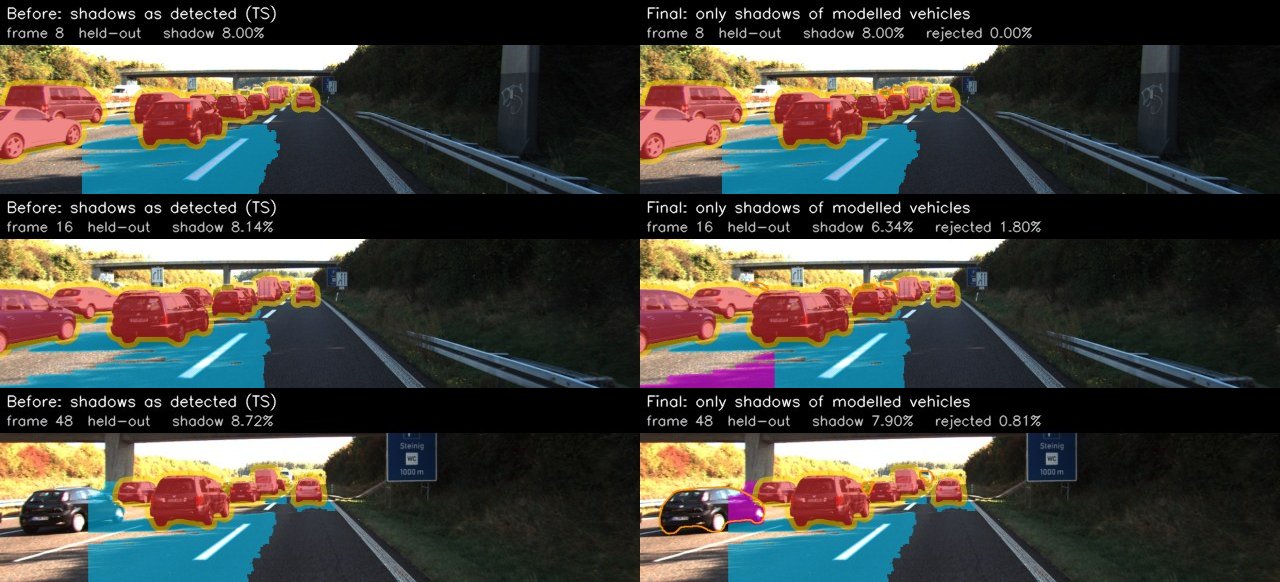 Before: shadows as detected (TS)
frame 8 held-out shadow 8.00%
Final: only shadows of modelled vehicles
frame 8 held-out shadow 8.00% rejected 0.00%
Before: shadows as detected (TS)
frame 16 held-out shadow 8.14%
Final: only shadows of modelled vehicles
frame 16 held-out shadow 6.34% rejected 1.80%
Before: shadows as detected (TS)
frame 48 held-out shadow 8.72%
Final: only shadows of modelled vehicles
frame 48 held-out shadow 7.90% rejected 0.81%
Steinig
WC
1000 m
Steinig
WC
1000 m